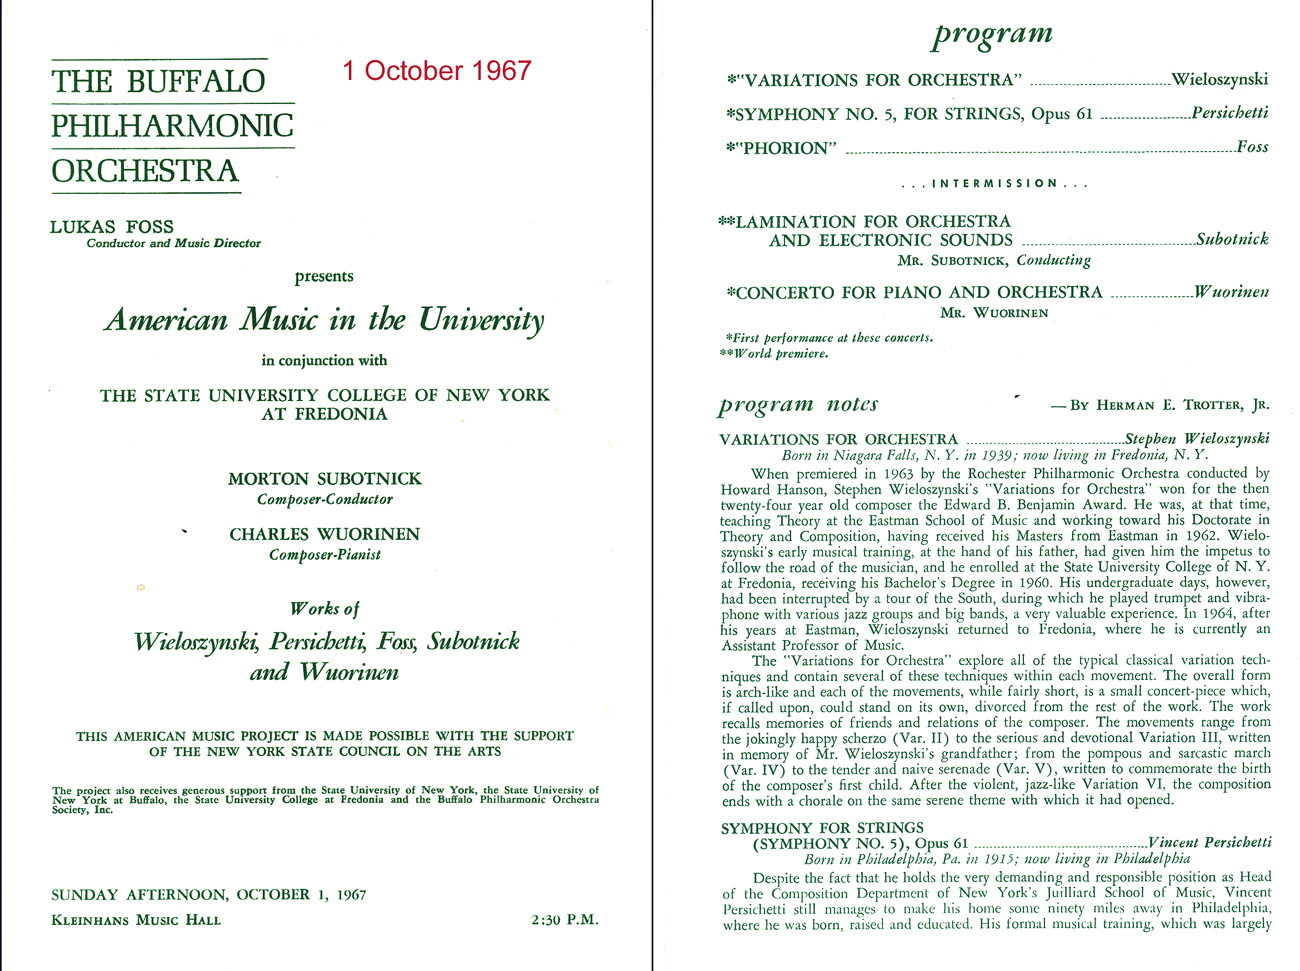 THE BUFFALO
PHILHARMONIC
ORCHESTRA
1 October 1967
LUKAS FOSS
Conductor and Music Director
presents
American Music in the University
in conjunction with
THE STATE UNIVERSITY COLLEGE OF NEW YORK
AT FREDONIA
MORTON SUBOTNICK
Composer-Conductor
CHARLES WUORINEN
Composer-Pianist
Works of
Wieloszynski, Persichetti, Foss, Subotnick
and Wuorinen
THIS AMERICAN MUSIC PROJECT IS MADE POSSIBLE WITH THE SUPPORT
OF THE NEW YORK STATE COUNCIL ON THE ARTS
The project also receives generous support from the State University of New York, the State University of
New York at Buffalo, the State University College at Fredonia and the Buffalo Philharmonic Orchestra
Society, Inc.
SUNDAY AFTERNOON, OCTOBER 1, 1967
KLEINHANS MUSIC HALL 2:30 P.M.
program
*"VARIATIONS FOR ORCHESTRA" ........ Wieloszynski
*SYMPHONY NO. 5, FOR STRINGS, Opus 61 ........ Persichetti
*"PHORION" ........ Foss
...INTERMISSION...
**LAMINATION FOR ORCHESTRA
AND ELECTRONIC SOUNDS ........ Subotnick
MR. SUBOTNICK, Conducting
*CONCERTO FOR PIANO AND ORCHESTRA ........ Wuorinen
MR. WUORINEN
*First performance at these concerts.
**World premiere.
program notes — BY HERMAN E. TROTTER, JR.
VARIATIONS FOR ORCHESTRA ........ Stephen Wieloszynski
Born in Niagara Falls, N. Y. in 1939; now living in Fredonia, N. Y.
When premiered in 1963 by the Rochester Philharmonic Orchestra conducted by
Howard Hanson, Stephen Wieloszynski's "Variations for Orchestra" won for the then
twenty-four year old composer the Edward B. Benjamin Award. He was, at that time,
teaching Theory at the Eastman School of Music and working toward his Doctorate in
Theory and Composition, having received his Masters from Eastman in 1962. Wielo-
szynski's early musical training, at the hand of his father, had given him the impetus to
follow the road of the musician, and he enrolled at the State University College of N. Y.
at Fredonia, receiving his Bachelor's Degree in 1960. His undergraduate days, however,
had been interrupted by a tour of the South, during which he played trumpet and vibra-
phone with various jazz groups and big bands, a very valuable experience. In 1964, after
his years at Eastman, Wieloszynski returned to Fredonia, where he is currently an
Assistant Professor of Music.
The "Variations for Orchestra" explore all of the typical classical variation tech-
niques and contain several of these techniques within each movement. The overall form
is arch-like and each of the movements, while fairly short, is a small concert-piece which,
if called upon, could stand on its own, divorced from the rest of the work. The work
recalls memories of friends and relations of the composer. The movements range from
the jokingly happy scherzo (Var. II) to the serious and devotional Variation III, written
in memory of Mr. Wieloszynski's grandfather; from the pompous and sarcastic march
(Var. IV) to the tender and naive serenade (Var. V), written to commemorate the birth
of the composer's first child. After the violent, jazz-like Variation VI, the composition
ends with a chorale on the same serene theme with which it had opened.
SYMPHONY FOR STRINGS
(SYMPHONY NO. 5), Opus 61 ........ Vincent Persichetti
Born in Philadelphia, Pa. in 1915; now living in Philadelphia
Despite the fact that he holds the very demanding and responsible position as Head
of the Composition Department of New York's Juilliard School of Music, Vincent
Persichetti still manages to make his home some ninety miles away in Philadelphia,
where he was born, raised and educated. His formal musical training, which was largely